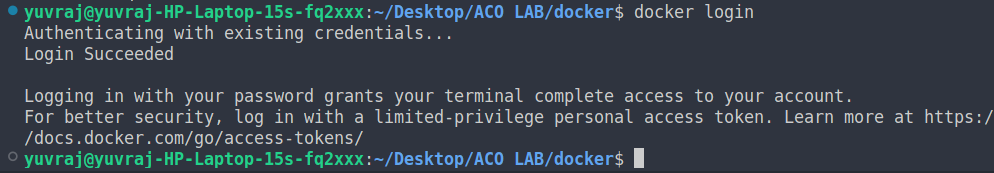 yuvraj@yuvraj-HP-Laptop-15s-fq2xxx:~/Desktop/ACO LAB/docker$ docker login
Authenticating with existing credentials...
Login Succeeded
Logging in with your password grants your terminal complete access to your account.
For better security, log in with a limited-privilege personal access token. Learn more at https:/
/docs.docker.com/go/access-tokens/
yuvraj@yuvraj-HP-Laptop-15s-fq2xxx:~/Desktop/ACO LAB/docker$